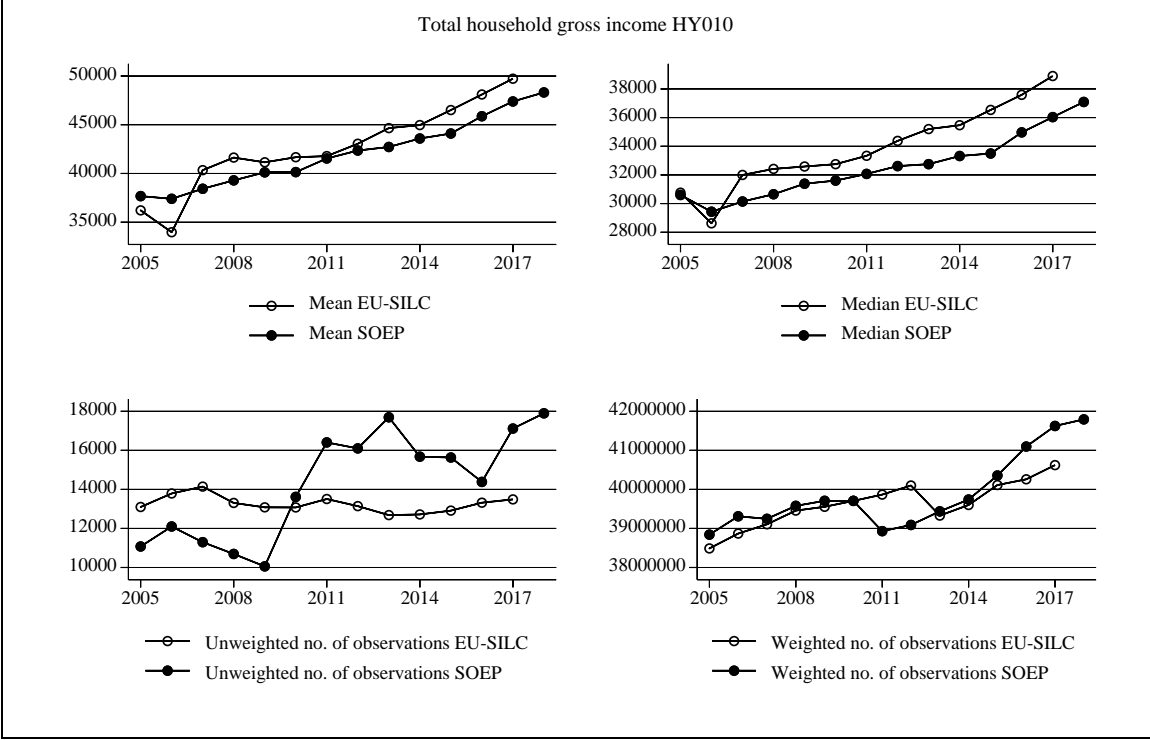 Total household gross income HY010
50000
45000
40000
35000
2005 2008 2011 2014 2017
Mean EU-SILC
Mean SOEP
38000
36000
34000
32000
30000
28000
2005 2008 2011 2014 2017
Median EU-SILC
Median SOEP
18000
16000
14000
12000
10000
2005 2008 2011 2014 2017
Unweighted no. of observations EU-SILC
Unweighted no. of observations SOEP
42000000
41000000
40000000
39000000
38000000
2005 2008 2011 2014 2017
Weighted no. of observations EU-SILC
Weighted no. of observations SOEP